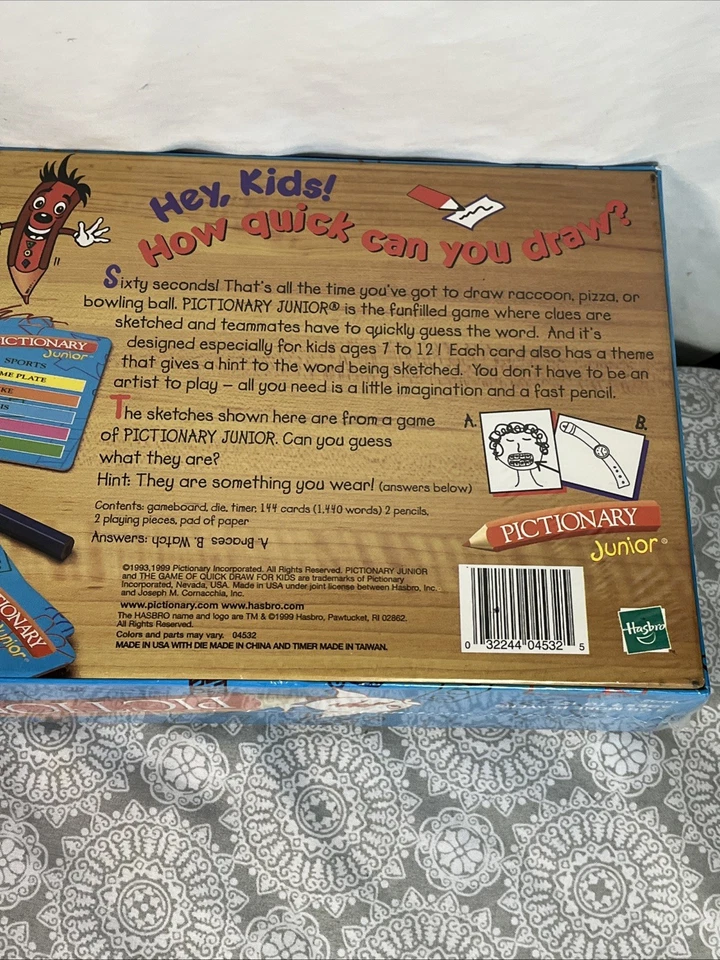 Hey, Kids!
How quick can you draw?
Sixty seconds! That's all the time you've got to draw raccoon, pizza, or
bowling ball. PICTIONARY JUNIOR® is the funfilled game where clues are
sketched and teammates have to quickly guess the word. And it's
designed especially for kids ages 7 to 12! Each card also has a theme
that gives a hint to the word being sketched. You don't have to be an
artist to play – all you need is a little imagination and a fast pencil.
The sketches shown here are from a game
of PICTIONARY JUNIOR. Can you guess
what they are?
Hint: They are something you wear! (answers below)
A.
B.
Contents: gameboard, die, timer, 144 cards (1,440 words) 2 pencils,
2 playing pieces, pad of paper
Answers: A. Braces B. Watch
PICTIONARY
Junior®
©1993,1999 Pictionary Incorporated. All Rights Reserved. PICTIONARY JUNIOR
and THE GAME OF QUICK DRAW FOR KIDS are trademarks of Pictionary
Incorporated, Nevada, USA. Made in USA under joint license between Hasbro, Inc.
and Joseph M. Cornacchia, Inc.
www.pictionary.com www.hasbro.com
The HASBRO name and logo are TM & ©1999 Hasbro, Pawtucket, RI 02862.
All Rights Reserved.
Colors and parts may vary. 04532
MADE IN USA WITH DIE MADE IN CHINA AND TIMER MADE IN TAIWAN.
0 32244 04532 5
Hasbro
ICTIONARY
Junior
SPORTS
ME PLATE
KE
IS
IONARY
unior
PICTIO